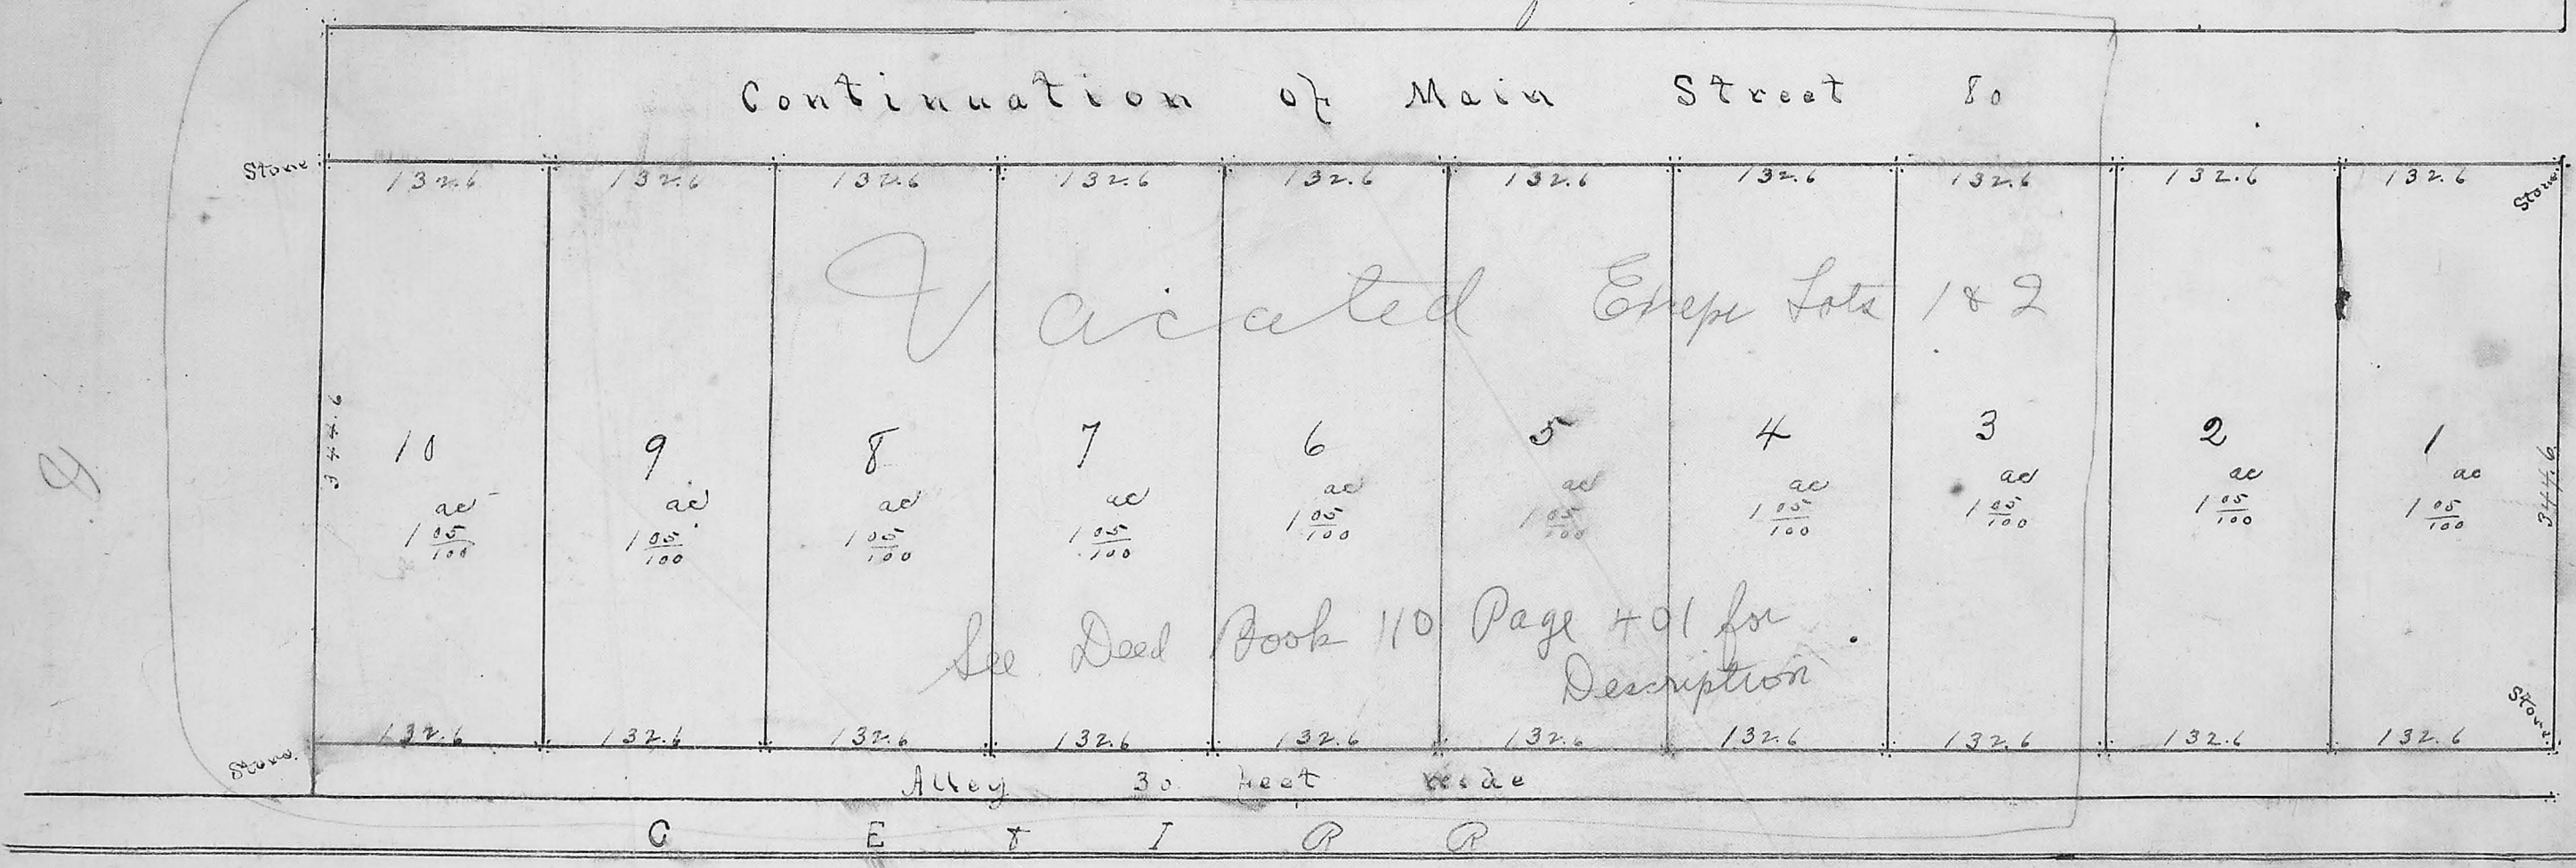 Continuation of Main Street 80
Stone
132.6 132.6 132.6 132.6 132.6 132.6 132.6 132.6 132.6 132.6
Stone
Vacated Lots 1 & 2
344.6
10 9 8 7 6 5 4 3 2 1
ac ac ac ac ac ac ac ac ac ac
1 05/100 1 05/100 1 05/100 1 05/100 1 05/100 1 05/100 1 05/100 1 05/100 1 05/100 1 05/100
344.6
See Deed Book 110 Page 401 for
Description
Stone
132.6 132.6 132.6 132.6 132.6 132.6 132.6 132.6 132.6 132.6
Stone.
Alley 30 feet wide
C E & I R R